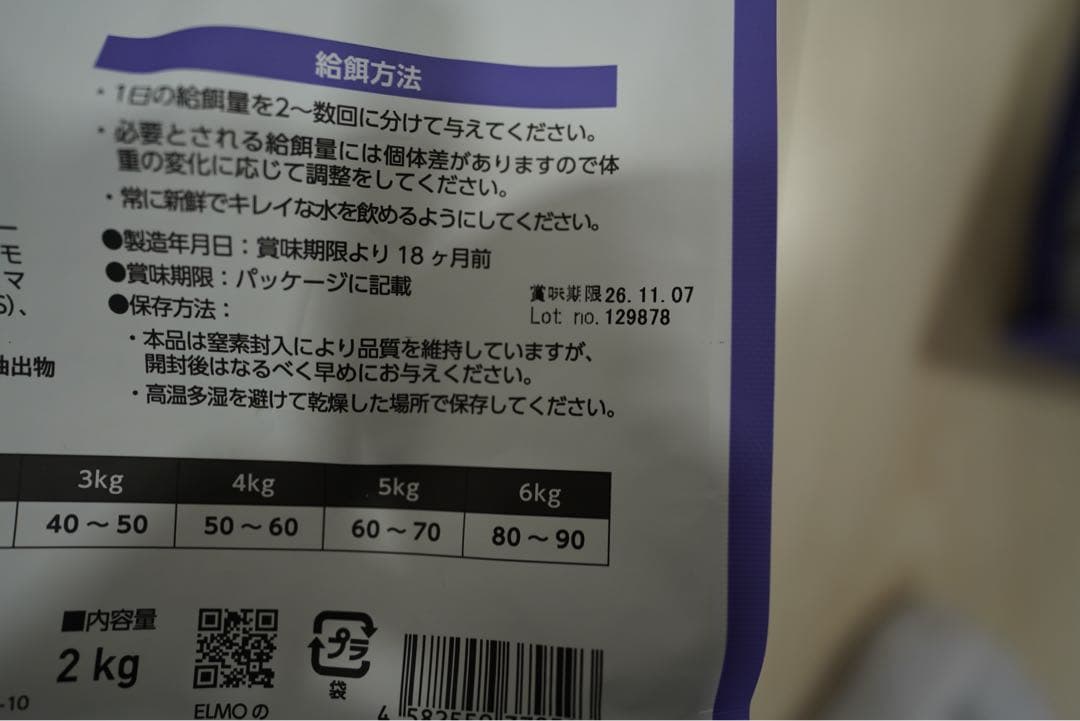 給餌方法
・1日の給餌量を2～数回に分けて与えてください。
・必要とされる給餌量には個体差がありますので体
重の変化に応じて調整をしてください。
・常に新鮮でキレイな水を飲めるようにしてください。
●製造年月日：賞味期限より 18 ヶ月前
●賞味期限：パッケージに記載
賞味期限26.11.07
Lot no. 129878
●保存方法：
・本品は窒素封入により品質を維持していますが、
開封後はなるべく早めにお与えください。
・高温多湿を避けて乾燥した場所で保存してください。
ー
モ
マ
S)、
抽出物
3kg 4kg 5kg 6kg
40～50 50～60 60～70 80～90
■内容量
2 kg
プラ
袋
-10
ELMO の
4 582550